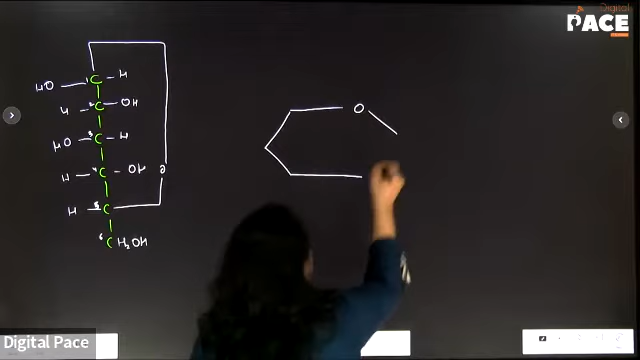 Digital
PACE
HO 1C H
H 2C OH
HO 3C H
H 4C OH O
H 5C
6CH2OH
O
Digital Pace